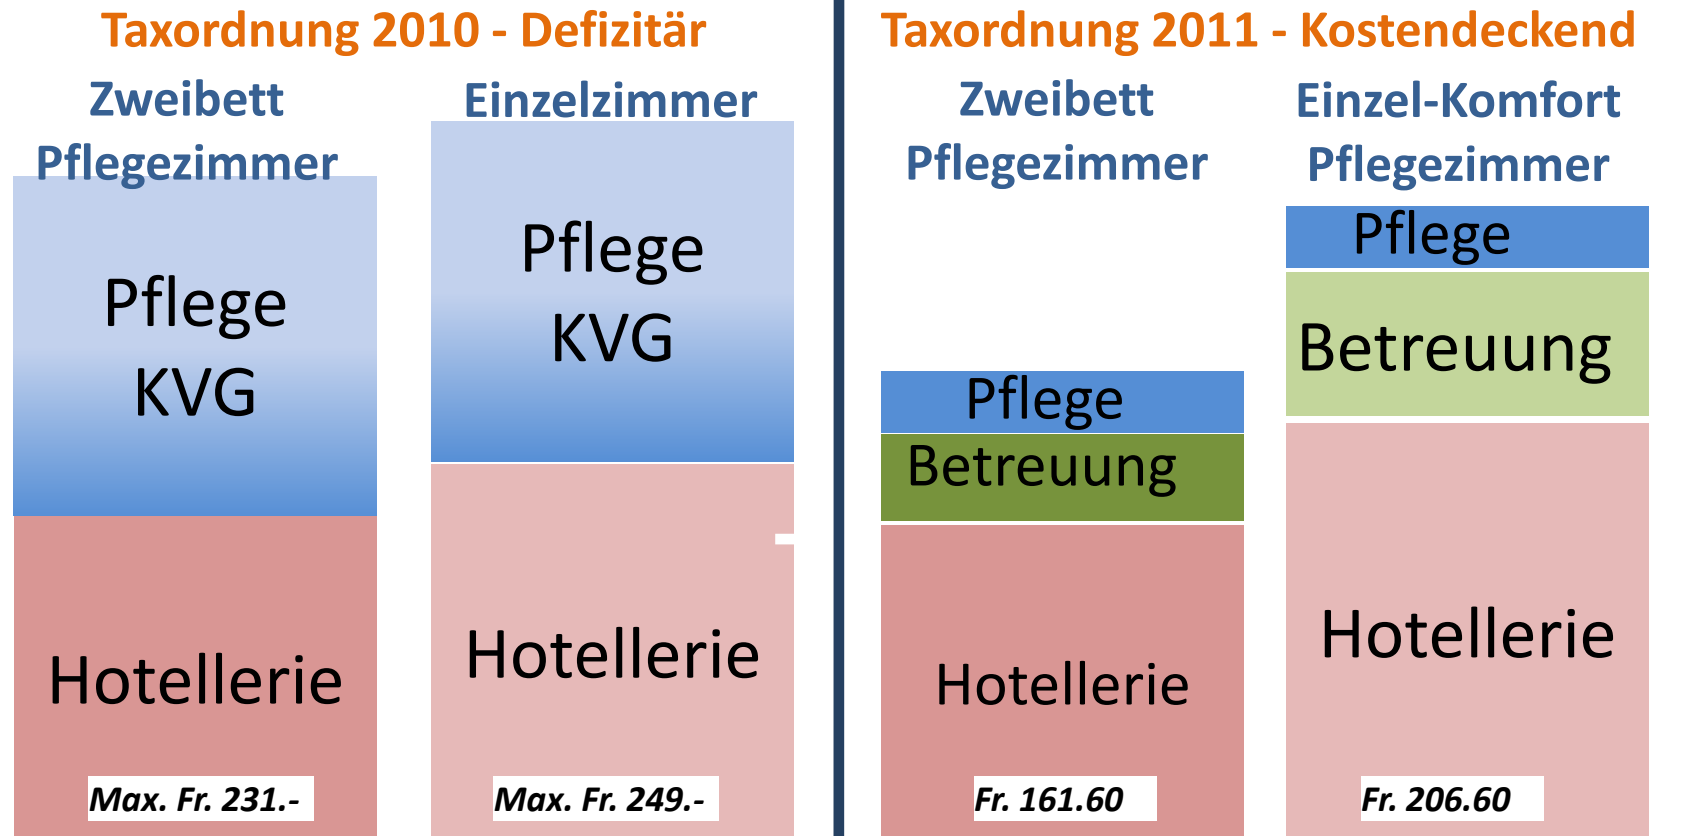 Taxordnung 2010 - Defizitär
Zweibett
Pflegezimmer
Pflege
KVG
Hotellerie
Max. Fr. 231.-
Einzelzimmer
Pflege
KVG
Hotellerie
Max. Fr. 249.-
Taxordnung 2011 - Kostendeckend
Zweibett
Pflegezimmer
Pflege
Betreuung
Hotellerie
Fr. 161.60
Einzel-Komfort
Pflegezimmer
Pflege
Betreuung
Hotellerie
Fr. 206.60